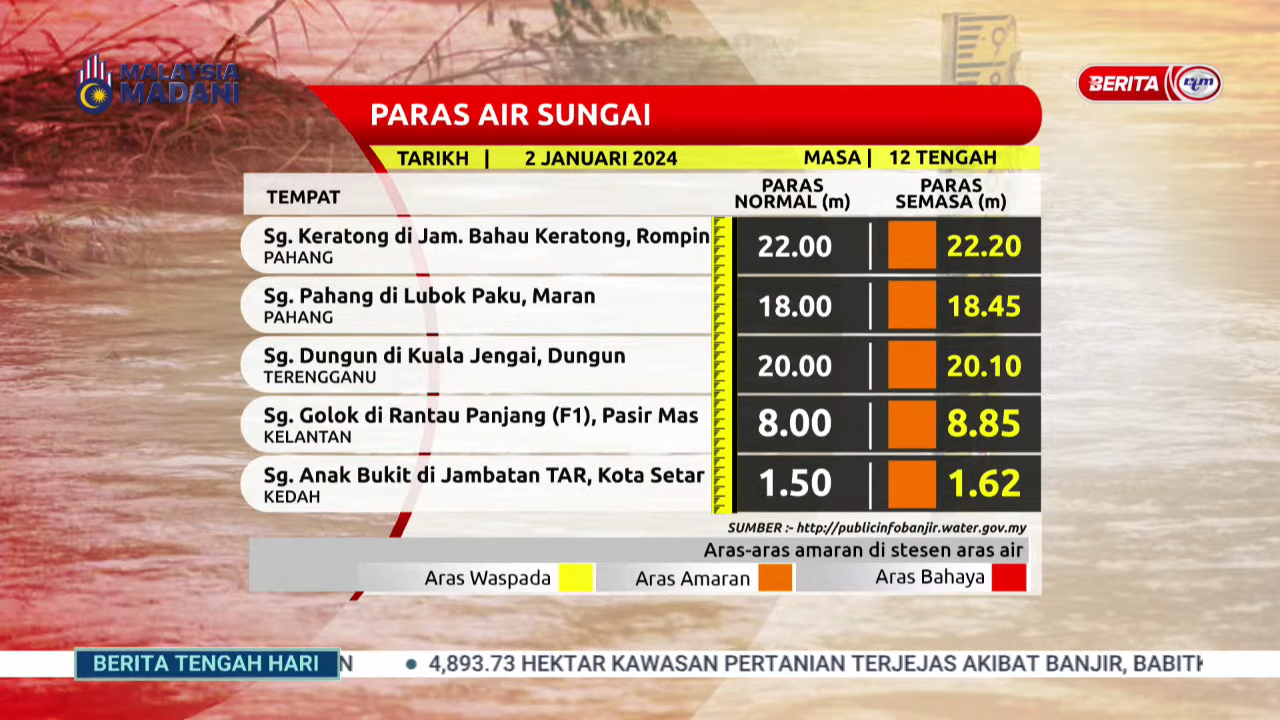 MALAYSIA
MADANI
BERITA rtm
PARAS AIR SUNGAI
TARIKH | 2 JANUARI 2024 MASA | 12 TENGAH
TEMPAT
PARAS
NORMAL (m)
PARAS
SEMASA (m)
Sg. Keratong di Jam. Bahau Keratong, Rompin
PAHANG
22.00 22.20
Sg. Pahang di Lubok Paku, Maran
PAHANG
18.00 18.45
Sg. Dungun di Kuala Jengai, Dungun
TERENGGANU
20.00 20.10
Sg. Golok di Rantau Panjang (F1), Pasir Mas
KELANTAN
8.00 8.85
Sg. Anak Bukit di Jambatan TAR, Kota Setar
KEDAH
1.50 1.62
SUMBER :- http://publicinfobanjir.water.gov.my
Aras-aras amaran di stesen aras air
Aras Waspada Aras Amaran Aras Bahaya
BERITA TENGAH HARI N • 4,893.73 HEKTAR KAWASAN PERTANIAN TERJEJAS AKIBAT BANJIR,